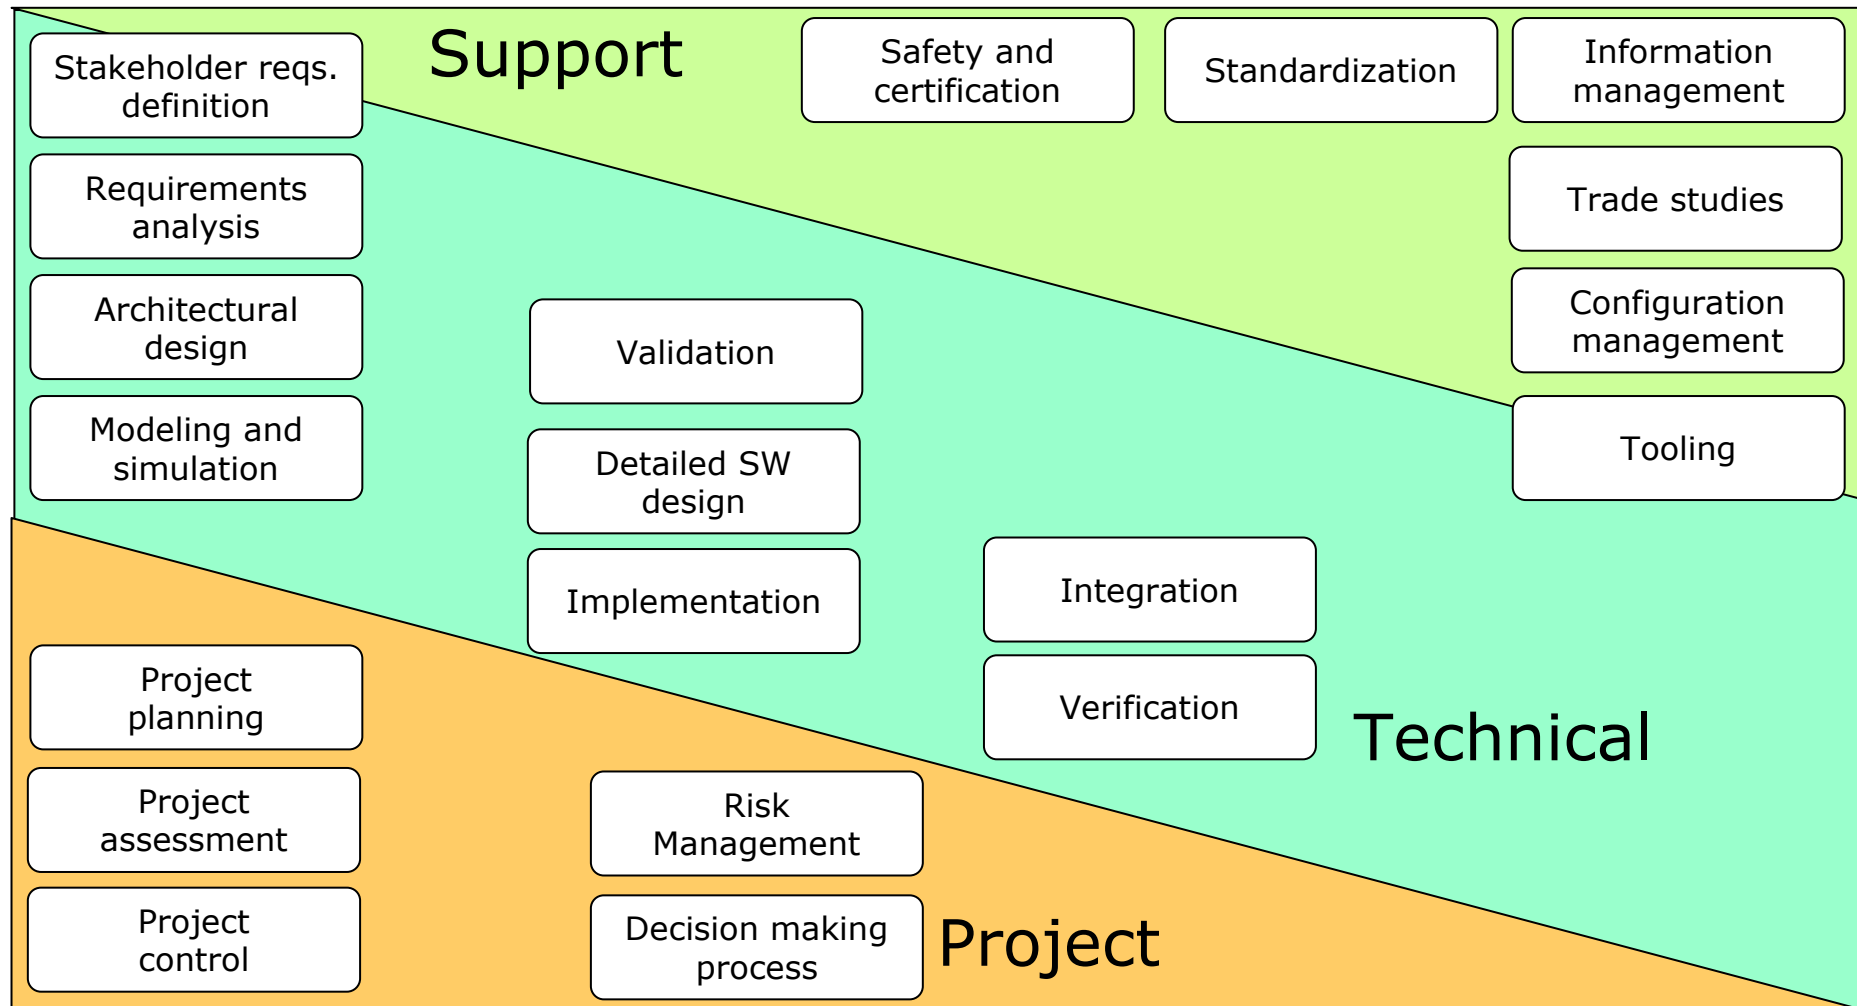 Support
Safety and
certification
Standardization
Information
management
Stakeholder reqs.
definition
Requirements
analysis
Trade studies
Architectural
design
Validation
Configuration
management
Modeling and
simulation
Detailed SW
design
Tooling
Implementation
Integration
Verification
Technical
Project
planning
Project
assessment
Risk
Management
Project
control
Decision making
process
Project